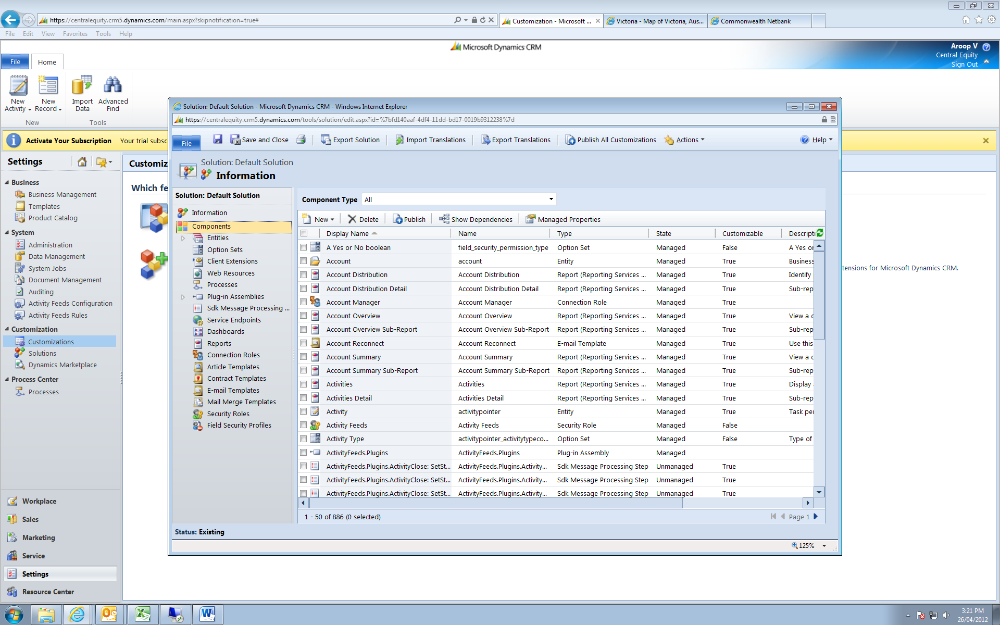 https://centralequity.crm5.dynamics.com/main.aspx?skipnotification=true#
Customization - Microsoft ...
Victoria - Map of Victoria, Aus...
Commonwealth Netbank
File Edit View Favorites Tools Help
Microsoft Dynamics CRM
Aroop V
Central Equity
Sign Out
File Home
New Activity
New Record
Import Data
Advanced Find
New
Tools
Activate Your Subscription Your trial subsc
Settings
Business
Business Management
Templates
Product Catalog
System
Administration
Data Management
System Jobs
Document Management
Auditing
Activity Feeds Configuration
Activity Feeds Rules
Customization
Customizations
Solutions
Dynamics Marketplace
Process Center
Processes
Workplace
Sales
Marketing
Service
Settings
Resource Center
Customiz
Which fe
tensions for Microsoft Dynamics CRM.
Solution: Default Solution - Microsoft Dynamics CRM - Windows Internet Explorer
https://centralequity.crm5.dynamics.com/tools/solution/edit.aspx?id=%7bfd140aaf-4df4-11dd-bd17-0019b9312238%7d
File Save and Close Export Solution Import Translations Export Translations Publish All Customizations Actions Help
Solution: Default Solution
Information
Solution: Default Solution
Information
Components
Entities
Option Sets
Client Extensions
Web Resources
Processes
Plug-in Assemblies
Sdk Message Processing ...
Service Endpoints
Dashboards
Reports
Connection Roles
Article Templates
Contract Templates
E-mail Templates
Mail Merge Templates
Security Roles
Field Security Profiles
Component Type All
New Delete Publish Show Dependencies Managed Properties
Display Name Name Type State Customizable Descripti
A Yes or No boolean field_security_permission_type Option Set Managed False A Yes or
Account account Entity Managed True Business
Account Distribution Account Distribution Report (Reporting Services ... Managed True Identify
Account Distribution Detail Account Distribution Detail Report (Reporting Services ... Managed True Sub-rep
Account Manager Account Manager Connection Role Managed True
Account Overview Account Overview Report (Reporting Services ... Managed True View a c
Account Overview Sub-Report Account Overview Sub-Report Report (Reporting Services ... Managed True Sub-rep
Account Reconnect Account Reconnect E-mail Template Managed True Use this
Account Summary Account Summary Report (Reporting Services ... Managed True View a c
Account Summary Sub-Report Account Summary Sub-Report Report (Reporting Services ... Managed True Sub-rep
Activities Activities Report (Reporting Services ... Managed True Display
Activities Detail Activities Detail Report (Reporting Services ... Managed True Sub-rep
Activity activitypointer Entity Managed True Task per
Activity Feeds Activity Feeds Security Role Managed False
Activity Type activitypointer_activitytypeco... Option Set Managed False Type of
ActivityFeeds.Plugins ActivityFeeds.Plugins Plug-in Assembly Managed
ActivityFeeds.Plugins.ActivityClose: SetSt... ActivityFeeds.Plugins.Activity... Sdk Message Processing Step Unmanaged True
ActivityFeeds.Plugins.ActivityClose: SetSt... ActivityFeeds.Plugins.Activity... Sdk Message Processing Step Unmanaged True
ActivityFeeds.Plugins.ActivityClose: SetSt... ActivityFeeds.Plugins.Activity... Sdk Message Processing Step Unmanaged True
1 - 50 of 886 (0 selected) Page 1
Status: Existing
125%
3:21 PM
26/04/2012